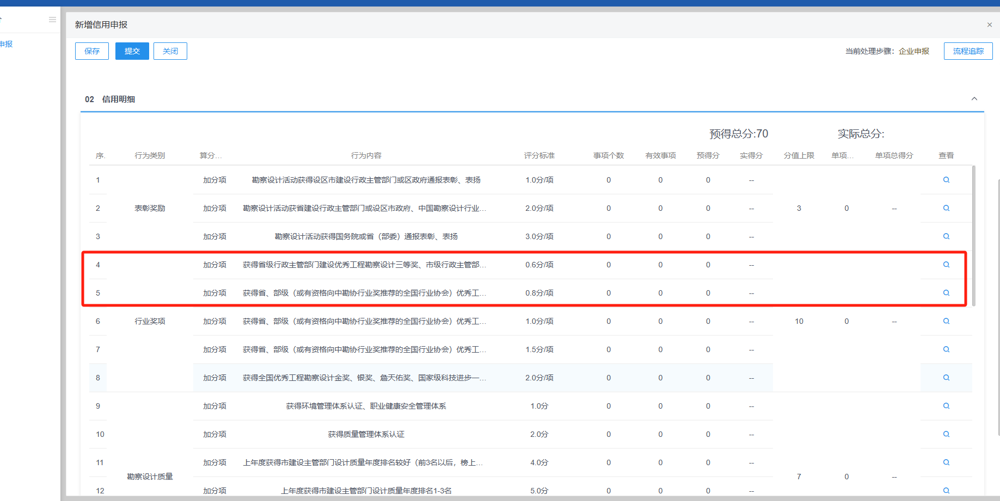 新增信用申报
申报
保存 提交 关闭 当前处理步骤：企业申报 流程追踪
02 信用明细
预得总分:70 实际总分:
序. 行为类别 算分... 行为内容 评分标准 事项个数 有效事项 预得分 实得分 分值上限 单项... 单项总得分 查看
1 加分项 勘察设计活动获得设区市建设行政主管部门或区政府通报表彰、表扬 1.0分/项 0 0 0 --
2 表彰奖励 加分项 勘察设计活动获省建设行政主管部门或设区市政府、中国勘察设计行业... 2.0分/项 0 0 0 -- 3 0 --
3 加分项 勘察设计活动获得国务院或省（部委）通报表彰、表扬 3.0分/项 0 0 0 --
4 加分项 获得省级行政主管部门建设优秀工程勘察设计三等奖、市级行政主管部... 0.6分/项 0 0 0 --
5 加分项 获得省、部级（或有资格向中勘协行业奖推荐的全国行业协会）优秀工... 0.8分/项 0 0 0 --
6 行业奖项 加分项 获得省、部级（或有资格向中勘协行业奖推荐的全国行业协会）优秀工... 1.0分/项 0 0 0 -- 10 0 --
7 加分项 获得省、部级（或有资格向中勘协行业奖推荐的全国行业协会）优秀工... 1.5分/项 0 0 0 --
8 加分项 获得全国优秀工程勘察设计金奖、银奖、詹天佑奖、国家级科技进步一... 2.0分/项 0 0 0 --
9 加分项 获得环境管理体系认证、职业健康安全管理体系 1.0分 0 0 0 --
10 加分项 获得质量管理体系认证 2.0分 0 0 0 --
11 加分项 上年度获得市建设主管部门设计质量年度排名较好（前3名以后，榜上... 4.0分 0 0 0 --
勘察设计质量 7 0 --
12 加分项 上年度获得市建设主管部门设计质量年度排名1-3名 5.0分 0 0 0 --